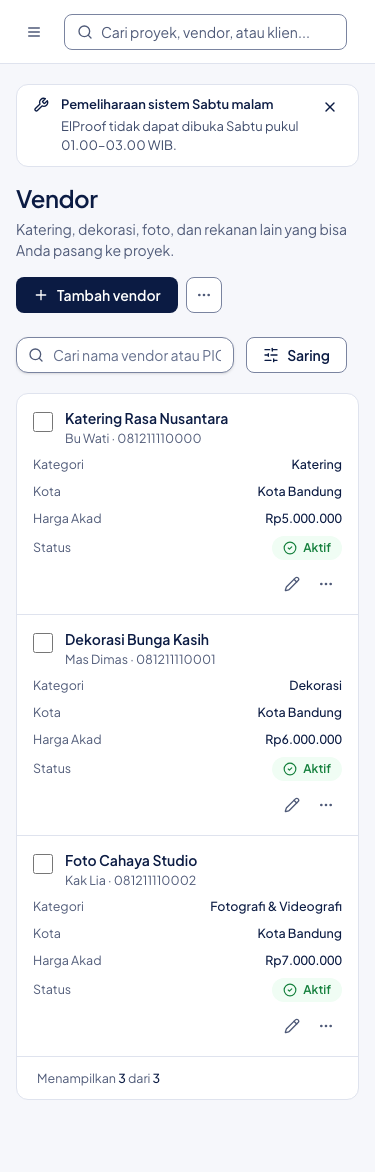 Cari proyek, vendor, atau klien...
Pemeliharaan sistem Sabtu malam
ElProof tidak dapat dibuka Sabtu pukul
01.00–03.00 WIB.
Vendor
Katering, dekorasi, foto, dan rekanan lain yang bisa
Anda pasang ke proyek.
Tambah vendor
Cari nama vendor atau PIC
Saring
Katering Rasa Nusantara
Bu Wati · 081211110000
Kategori Katering
Kota Kota Bandung
Harga Akad Rp5.000.000
Status Aktif
Dekorasi Bunga Kasih
Mas Dimas · 081211110001
Kategori Dekorasi
Kota Kota Bandung
Harga Akad Rp6.000.000
Status Aktif
Foto Cahaya Studio
Kak Lia · 081211110002
Kategori Fotografi & Videografi
Kota Kota Bandung
Harga Akad Rp7.000.000
Status Aktif
Menampilkan 3 dari 3